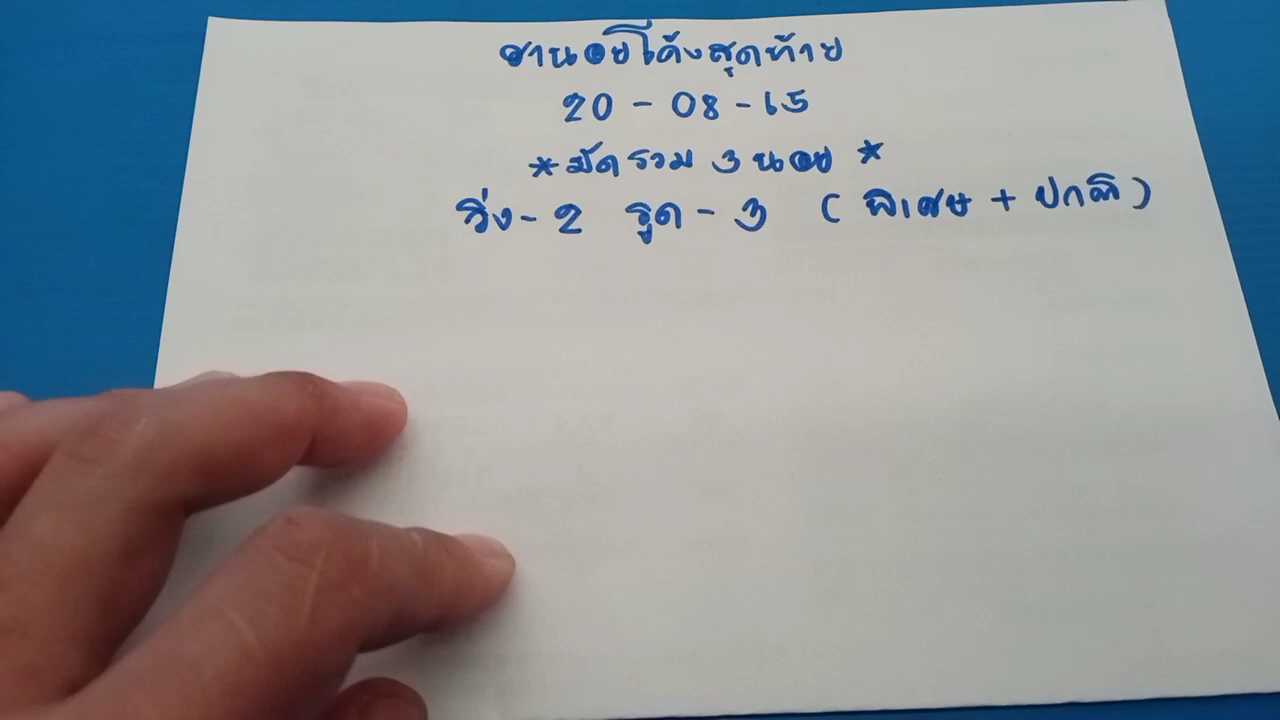 ฮานอยโค้งสุดท้าย
20 - 08 - 65
*มัดรวม 3 นอย *
วิ่ง - 2 รูด - 3 ( พิเศษ + ปกติ )